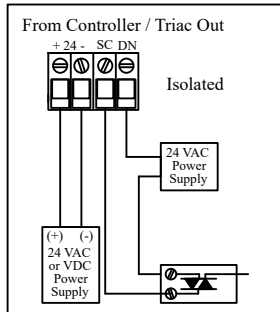 From Controller / Triac Out
+ 24 - SC DN
Isolated
24 VAC
Power
Supply
(+) (-)
24 VAC
or VDC
Power
Supply